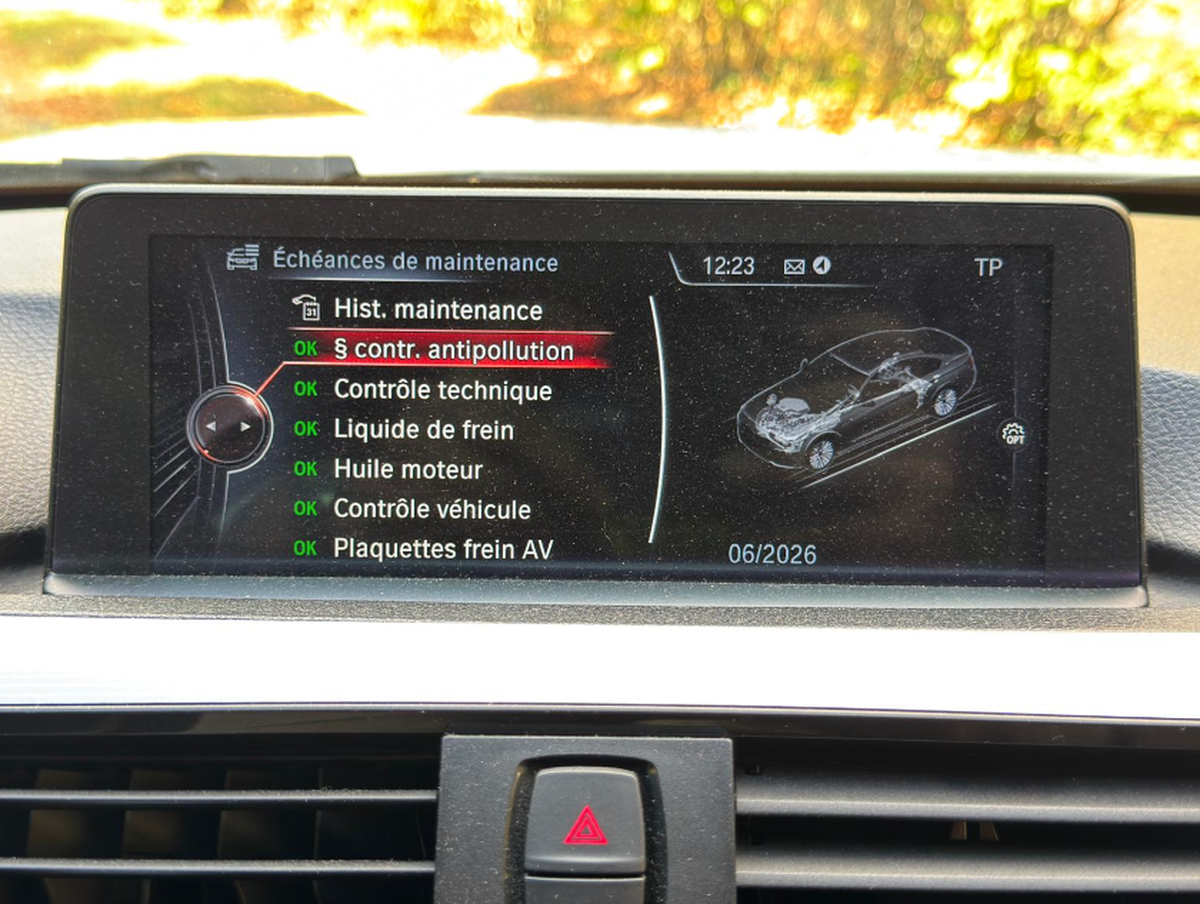 Échéances de maintenance
12:23
TP
31 Hist. maintenance
OK § contr. antipollution
OK Contrôle technique
OK Liquide de frein
OPT
OK Huile moteur
OK Contrôle véhicule
OK Plaquettes frein AV
06/2026